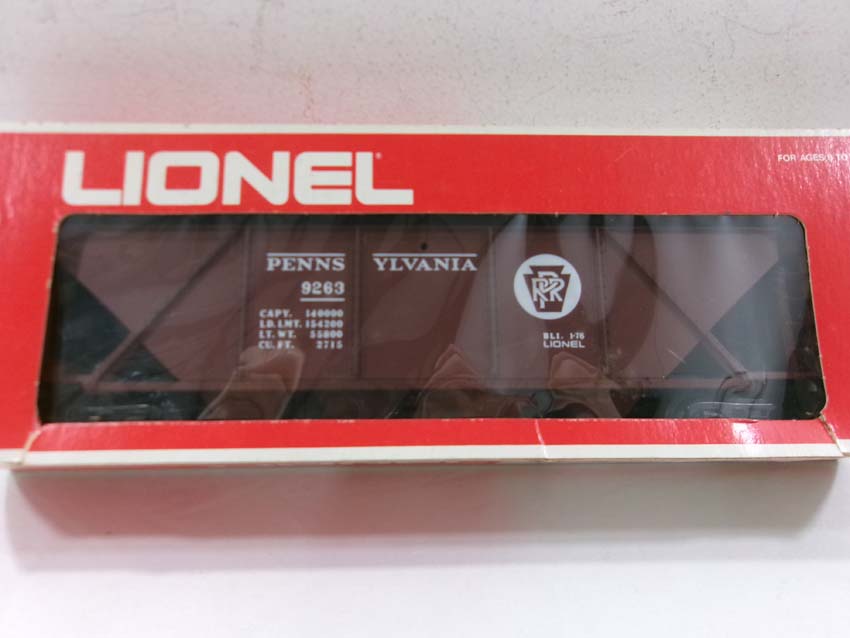 LIONEL
FOR AGES 8 TO
PENNS YLVANIA
9263
CAPY. 140000
LD. LMT. 154200
LT. WT. 55800
CU. FT. 2715
PRR
BLT. 1-76
LIONEL